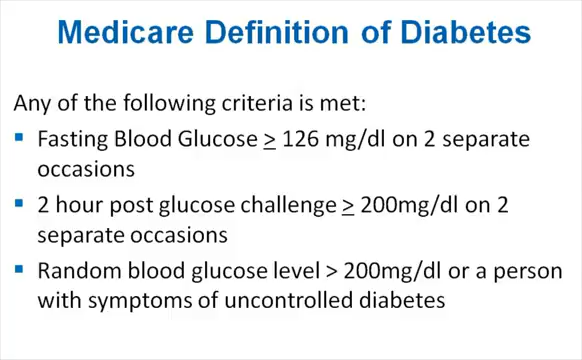 Medicare Definition of Diabetes
Any of the following criteria is met:
▪ Fasting Blood Glucose ≥ 126 mg/dl on 2 separate
occasions
▪ 2 hour post glucose challenge ≥ 200mg/dl on 2
separate occasions
▪ Random blood glucose level > 200mg/dl or a person
with symptoms of uncontrolled diabetes